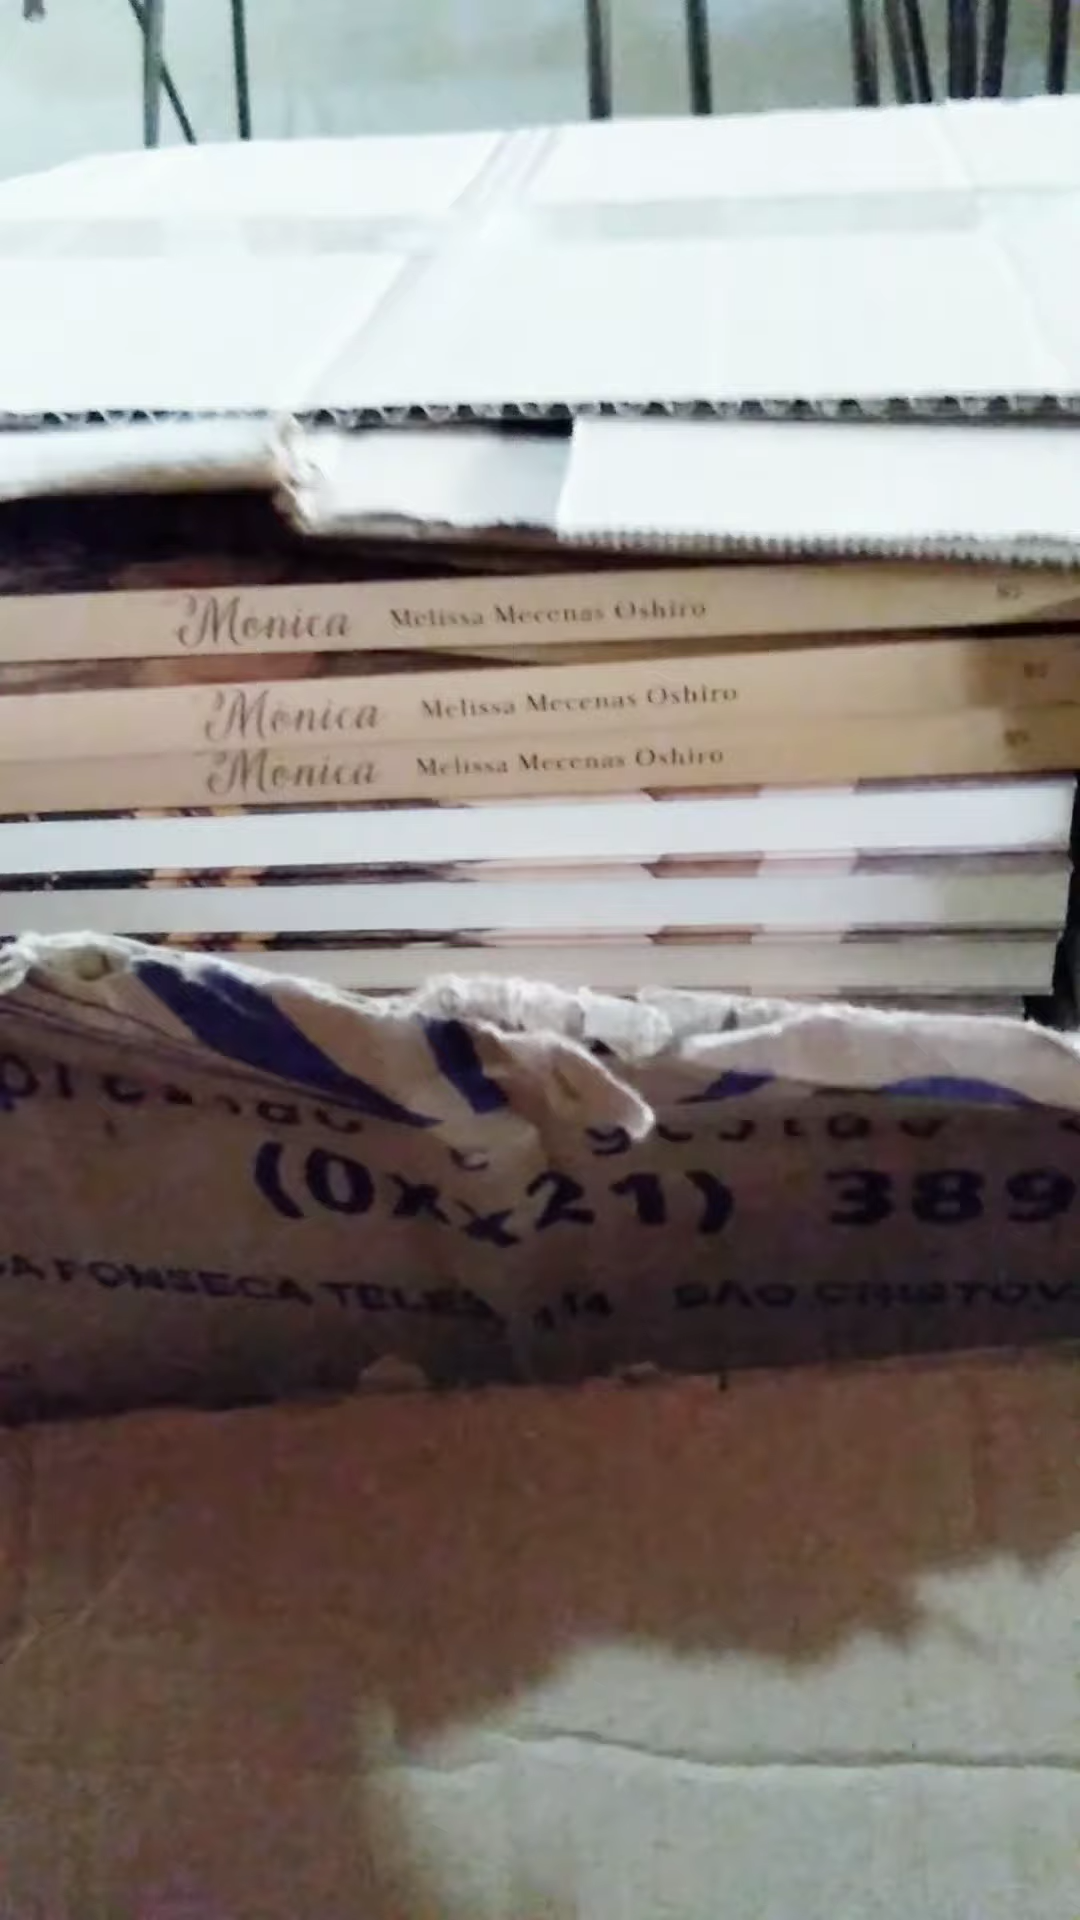 Mônica Melissa Mecenas Oshiro
Mônica Melissa Mecenas Oshiro
Mônica Melissa Mecenas Oshiro
(0xx21) 389
A FONSECA TELES 114 SÃO CRISTOV